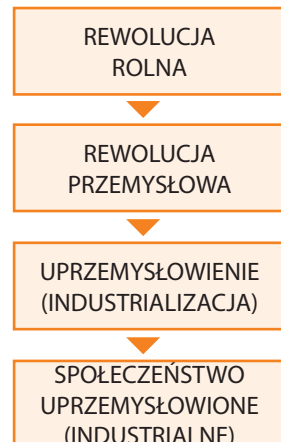 REWOLUCJA
ROLNA
REWOLUCJA
PRZEMYSŁOWA
UPRZEMYSŁOWIENIE
(INDUSTRIALIZACJA)
SPOŁECZEŃSTWO
UPRZEMYSŁOWIONE
(INDUSTRIALNE)